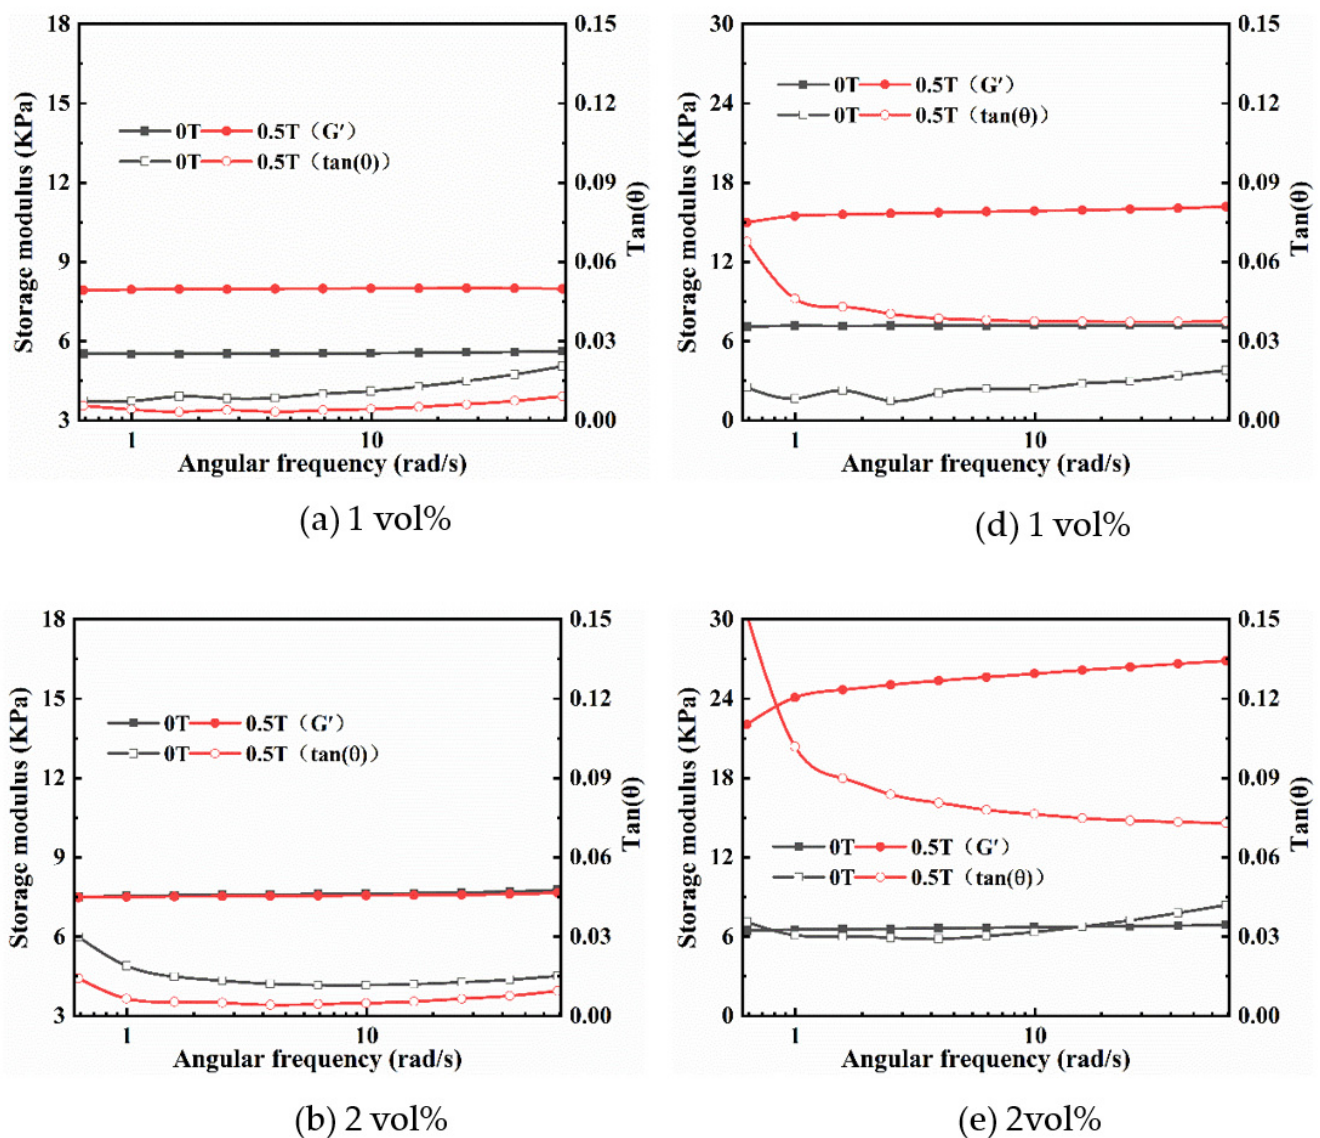 18
15
12
9
6
3
Storage modulus (KPa)
0T 0.5T（G′）
0T 0.5T（tan(θ)）
0.15
0.12
0.09
0.06
0.03
0.00
Tan(θ)
1 10
Angular frequency (rad/s)
(a) 1 vol%
30
24
18
12
6
0
Storage modulus (KPa)
0T 0.5T（G′）
0T 0.5T（tan(θ)）
0.15
0.12
0.09
0.06
0.03
0.00
Tan(θ)
1 10
Angular frequency (rad/s)
(d) 1 vol%
18
15
12
9
6
3
Storage modulus (KPa)
0T 0.5T（G′）
0T 0.5T（tan(θ)）
0.15
0.12
0.09
0.06
0.03
0.00
Tan(θ)
1 10
Angular frequency (rad/s)
(b) 2 vol%
30
24
18
12
6
0
Storage modulus (KPa)
0T 0.5T（G′）
0T 0.5T（tan(θ)）
0.15
0.12
0.09
0.06
0.03
0.00
Tan(θ)
1 10
Angular frequency (rad/s)
(e) 2vol%